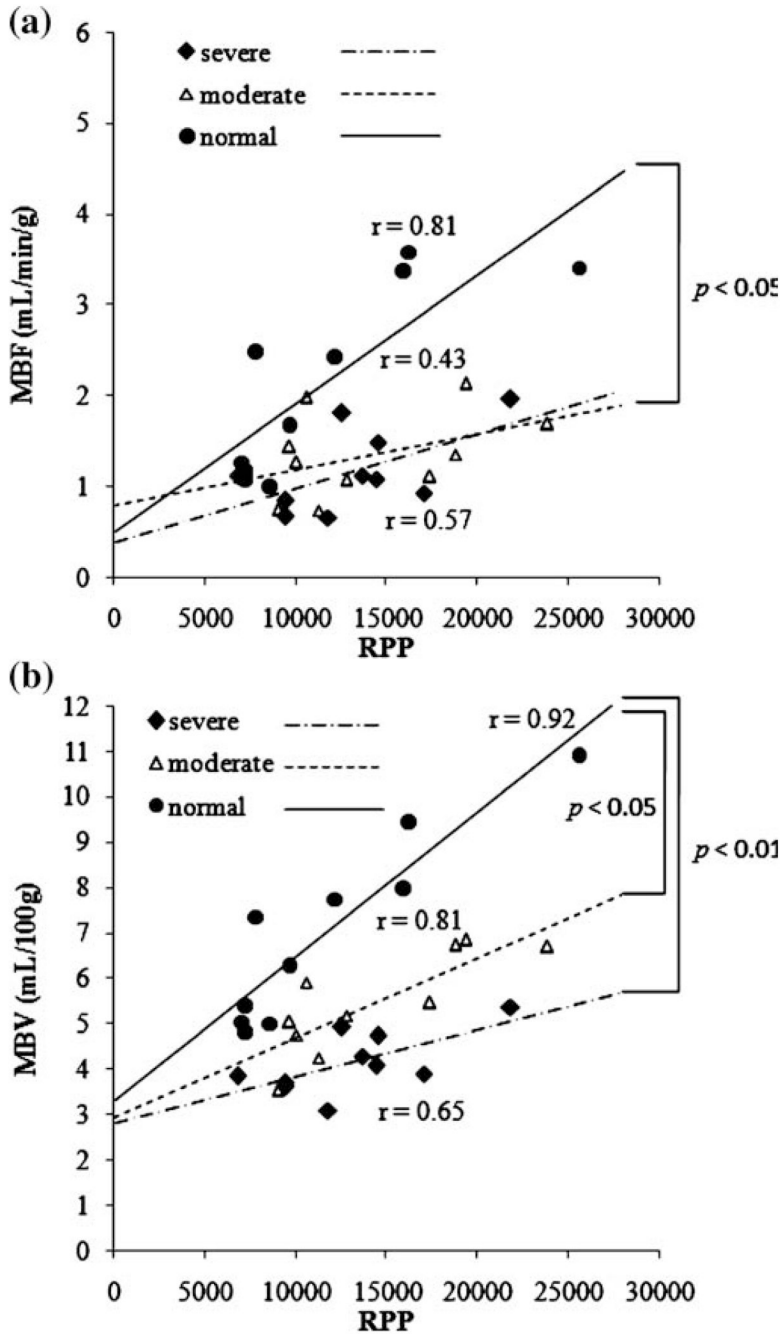 (a)
6
severe
5
moderate
normal
4
r = 0.81
p < 0.05
MBF (mL/min/g)
3
r = 0.43
2
1
r = 0.57
0
0 5000 10000 15000 20000 25000 30000
RPP
(b)
12
severe
r = 0.92
11
moderate
10
normal
p < 0.05
9
p < 0.01
8
MBV (mL/100g)
7
r = 0.81
6
5
4
3
r = 0.65
2
1
0
0 5000 10000 15000 20000 25000 30000
RPP